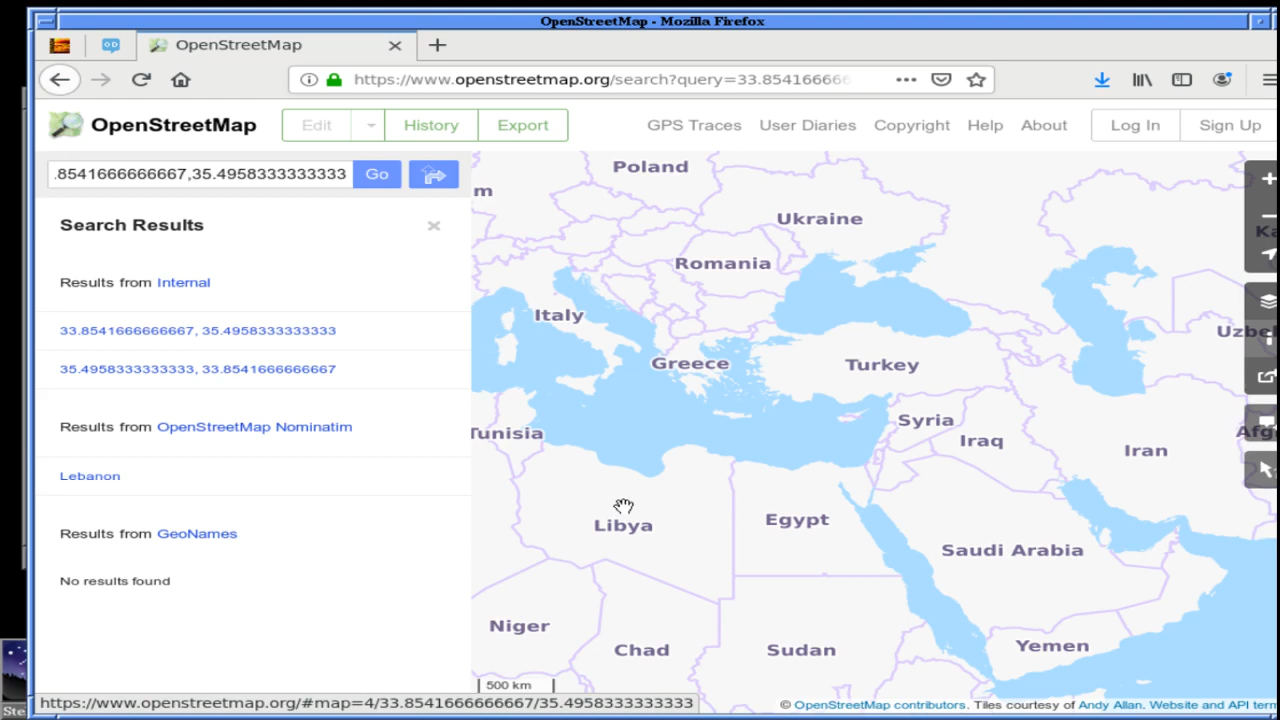 OpenStreetMap - Mozilla Firefox
OpenStreetMap
https://www.openstreetmap.org/search?query=33.85416666
OpenStreetMap
Edit
History
Export
GPS Traces
User Diaries
Copyright
Help
About
Log In
Sign Up
.8541666666667,35.4958333333333
Go
Search Results
Results from Internal
33.8541666666667, 35.4958333333333
35.4958333333333, 33.8541666666667
Results from OpenStreetMap Nominatim
Lebanon
Results from GeoNames
No results found
Poland
m
Ukraine
Romania
Ka
Italy
Uzbe
Greece
Turkey
Syria
Tunisia
Iraq
Iran
Afg
Libya
Egypt
Saudi Arabia
Niger
Chad
Sudan
Yemen
500 km
https://www.openstreetmap.org/#map=4/33.8541666666667/35.4958333333333
© OpenStreetMap contributors. Tiles courtesy of Andy Allan. Website and API term
Ste